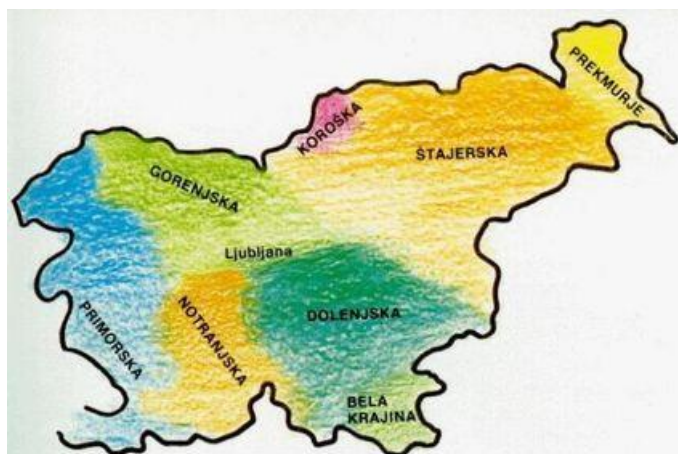 PREKMURJE
KOROŠKA
ŠTAJERSKA
GORENJSKA
Ljubljana
PRIMORSKA
NOTRANJSKA
DOLENJSKA
BELA
KRAJINA